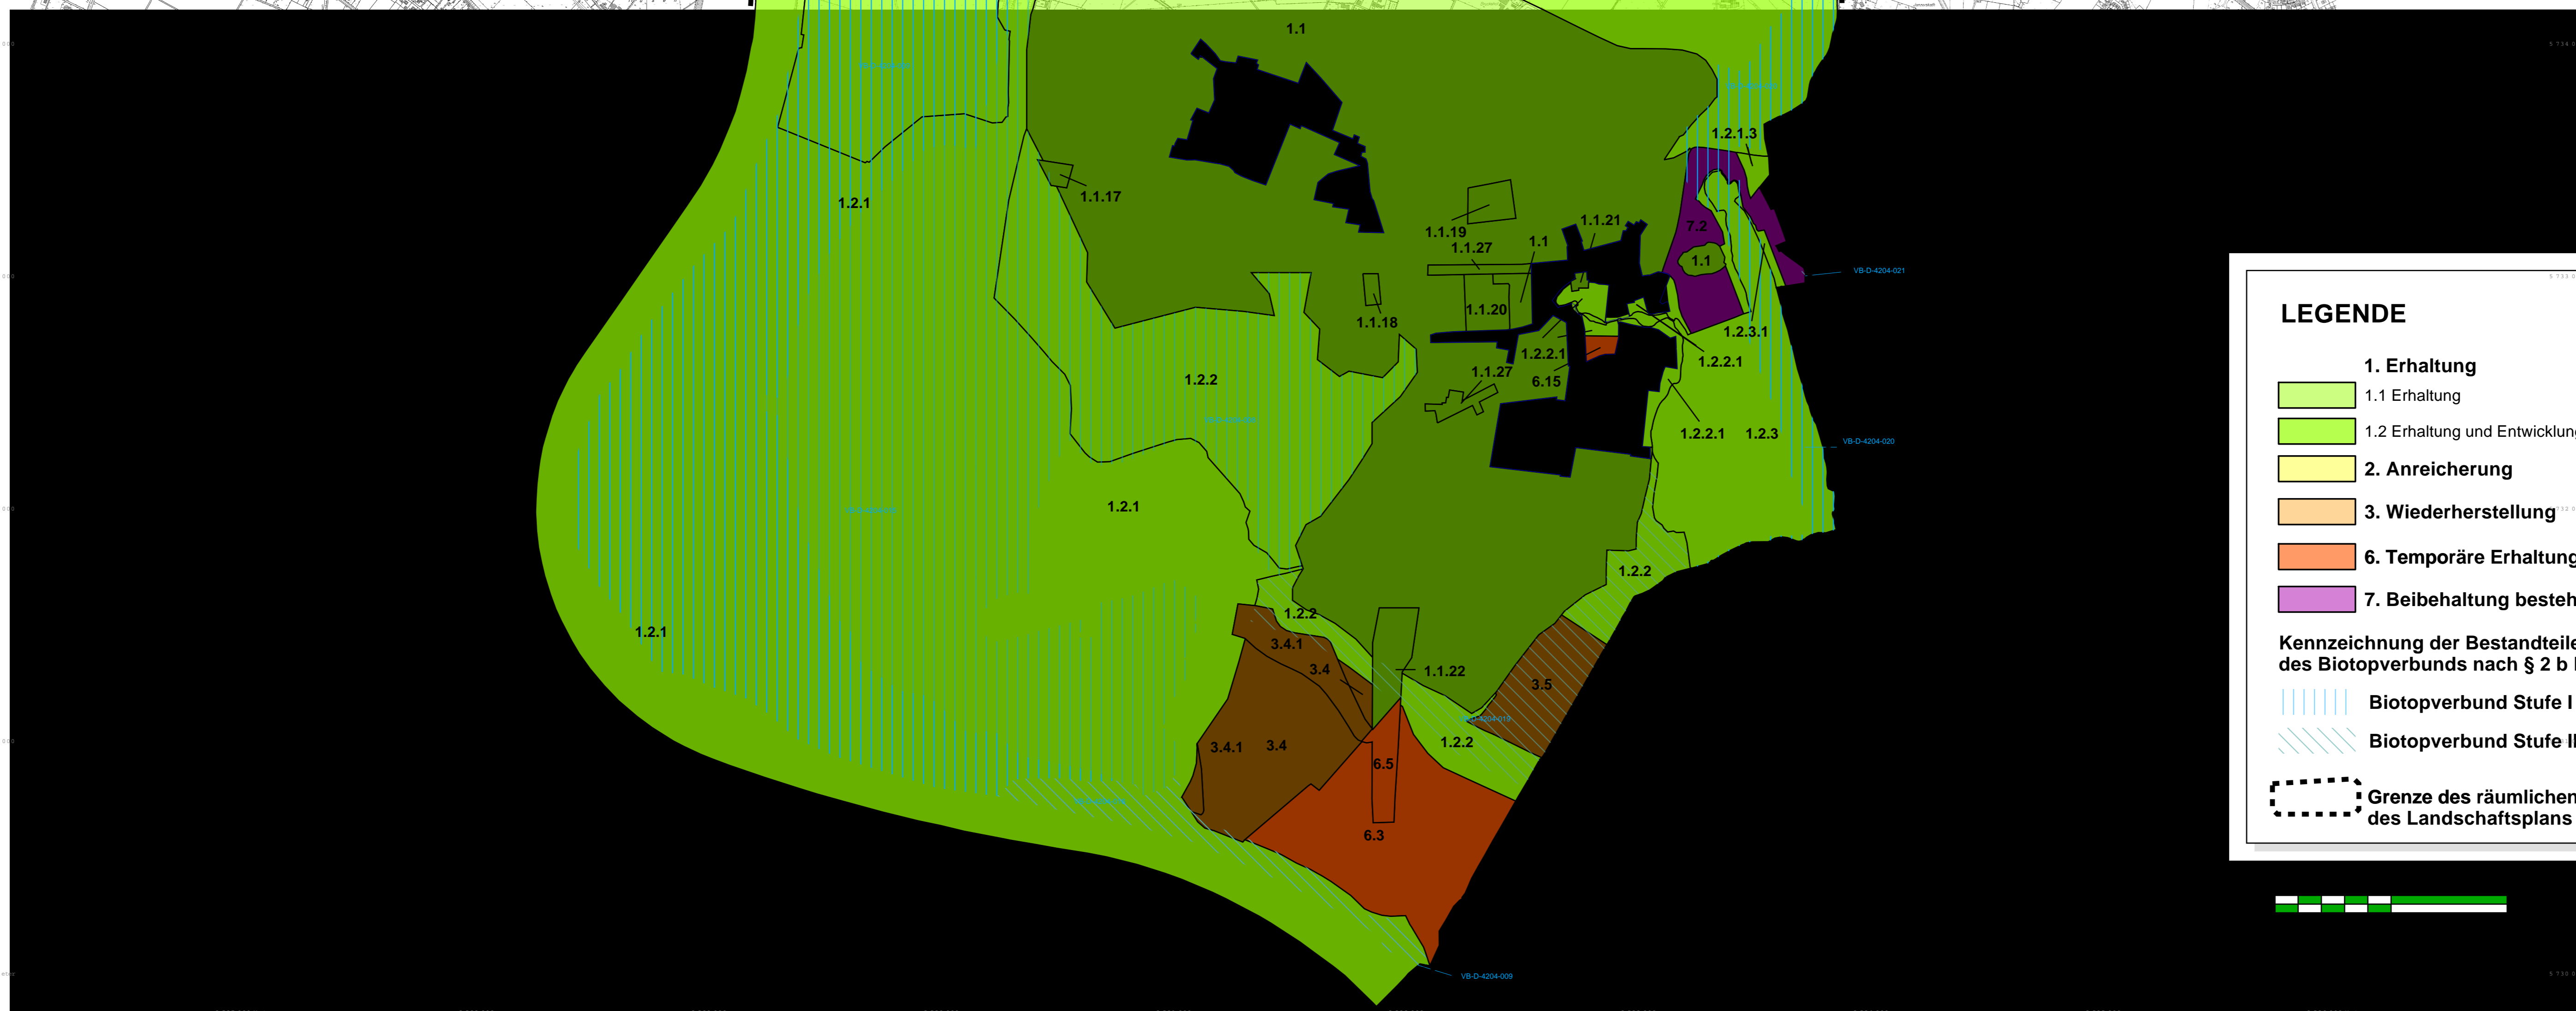 1.1
1.2.1.3
1.2.1
1.1.17
1.1.21
1.1.19
7.2
1.1.27
1.1
1.1
VB-D-4204-021
1.1.20
1.1.18
1.2.3.1
1.2.2.1
1.2.2.1
1.2.2
1.1.27
6.15
1.2.2.1
1.2.3
VB-D-4204-020
1.2.1
1.2.2
1.2.2
1.2.1
3.4.1
3.4
1.1.22
3.5
VB-D-4204-019
1.2.2
3.4.1
3.4
6.5
6.3
VB-D-4204-009
LEGENDE
1. Erhaltung
1.1 Erhaltung
1.2 Erhaltung und Entwicklung
2. Anreicherung
3. Wiederherstellung
6. Temporäre Erhaltung
7. Beibehaltung besteh
Kennzeichnung der Bestandteile
des Biotopverbunds nach § 2 b
Biotopverbund Stufe I
Biotopverbund Stufe II
Grenze des räumlichen
des Landschaftsplans